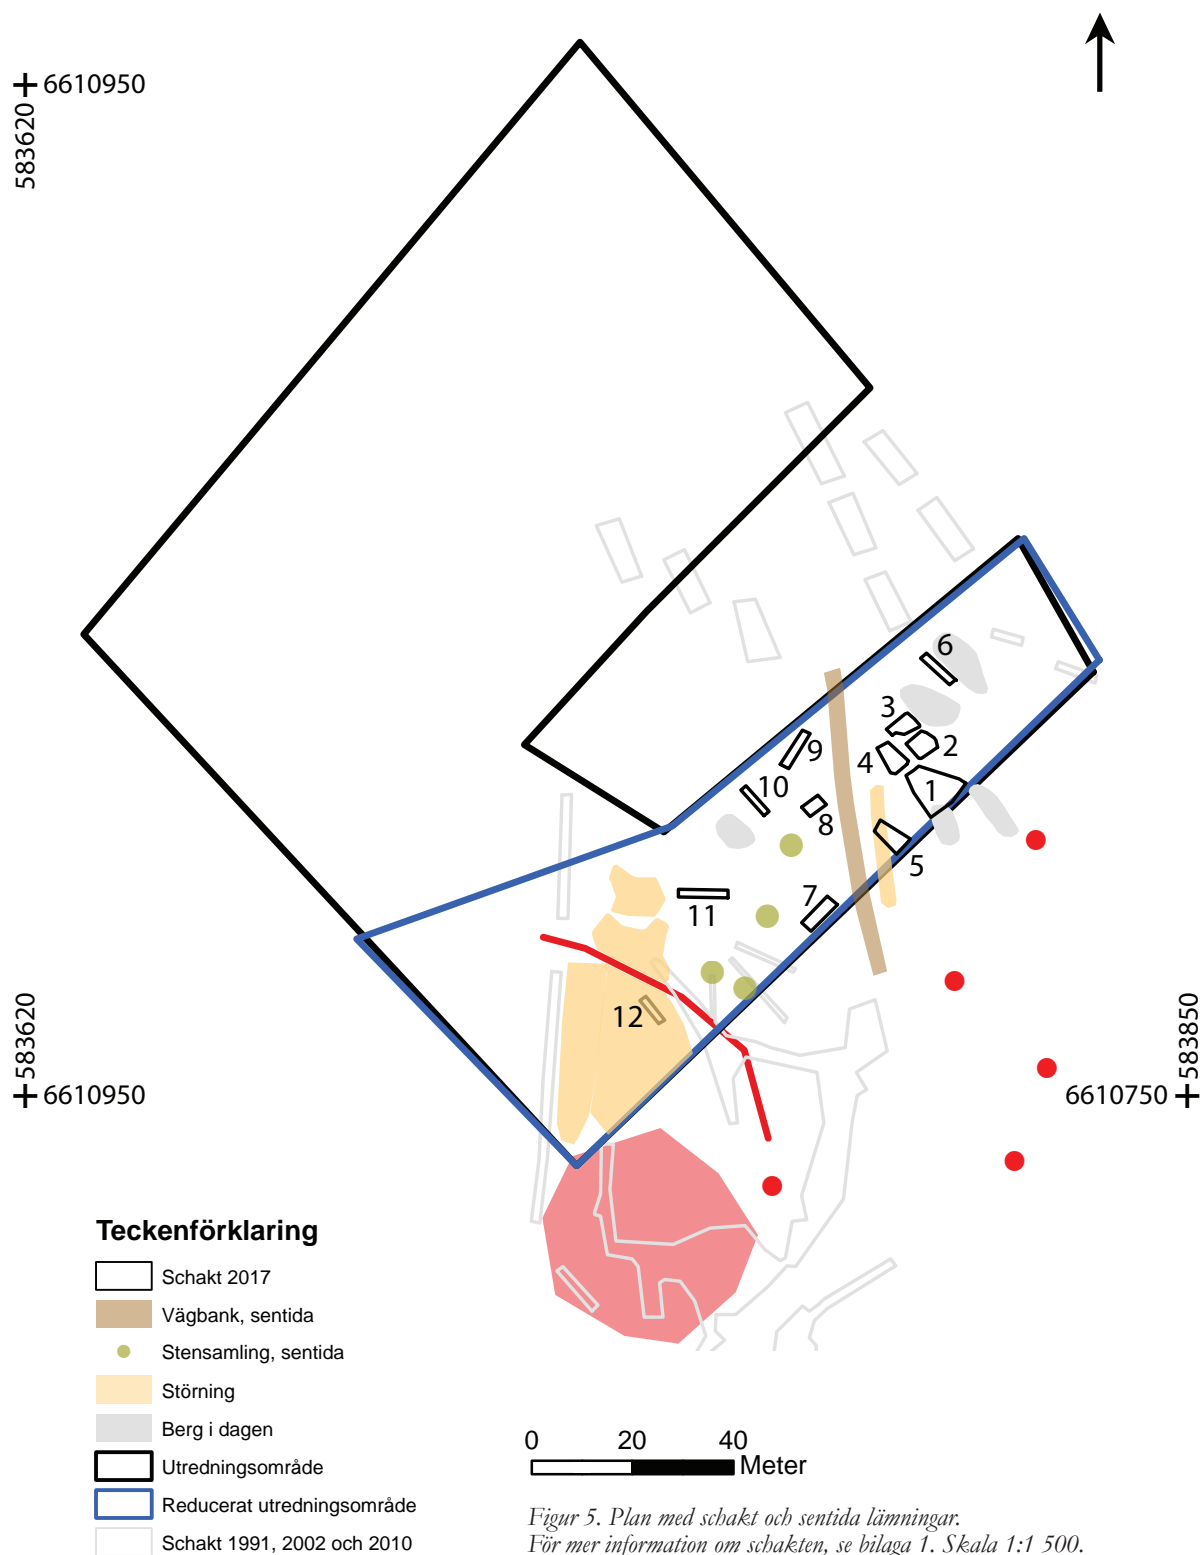 6610950
583620
6
3
2
4
9
1
10
8
5
7
11
12
583620
6610950
583850
6610750
Teckenförklaring
Schakt 2017
Vägbank, sentida
Stensamling, sentida
Störning
Berg i dagen
Utredningsområde
Reducerat utredningsområde
Schakt 1991, 2002 och 2010
0 20 40
Meter
Figur 5. Plan med schakt och sentida lämningar.
För mer information om schakten, se bilaga 1. Skala 1:1 500.